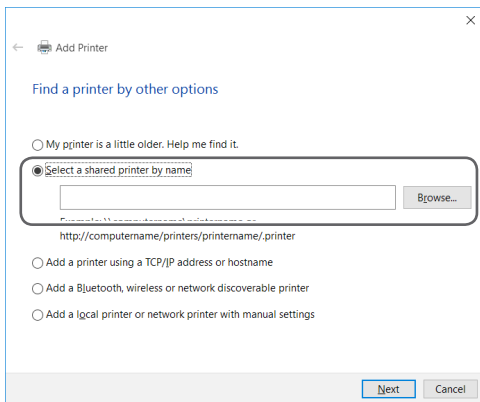 Add Printer
Find a printer by other options
My printer is a little older. Help me find it.
Select a shared printer by name
Browse...
http://computername/printers/printername/.printer
Add a printer using a TCP/IP address or hostname
Add a Bluetooth, wireless or network discoverable printer
Add a local printer or network printer with manual settings
Next Cancel